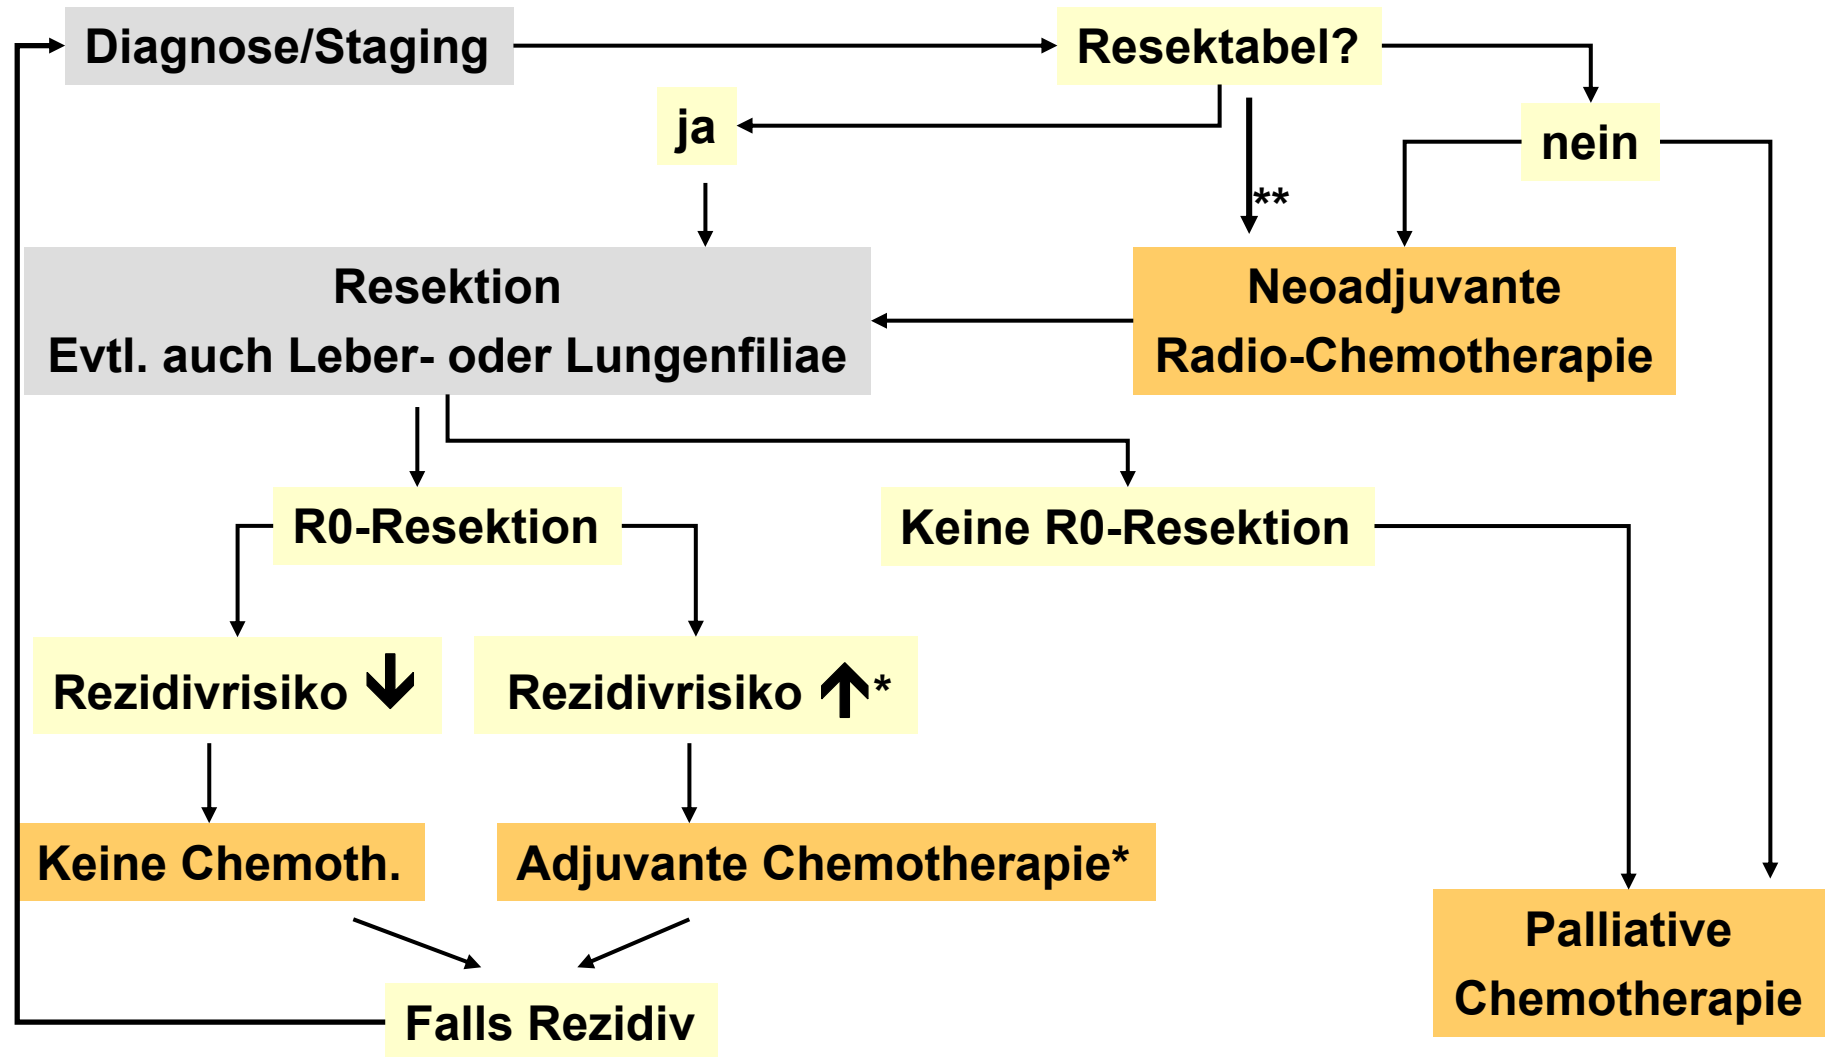 Diagnose/Staging
Resektabel?
ja
nein
**
Resektion
Evtl. auch Leber- oder Lungenfiliae
Neoadjuvante
Radio-Chemotherapie
R0-Resektion
Keine R0-Resektion
Rezidivrisiko ↓
Rezidivrisiko ↑*
Keine Chemoth.
Adjuvante Chemotherapie*
Palliative
Chemotherapie
Falls Rezidiv